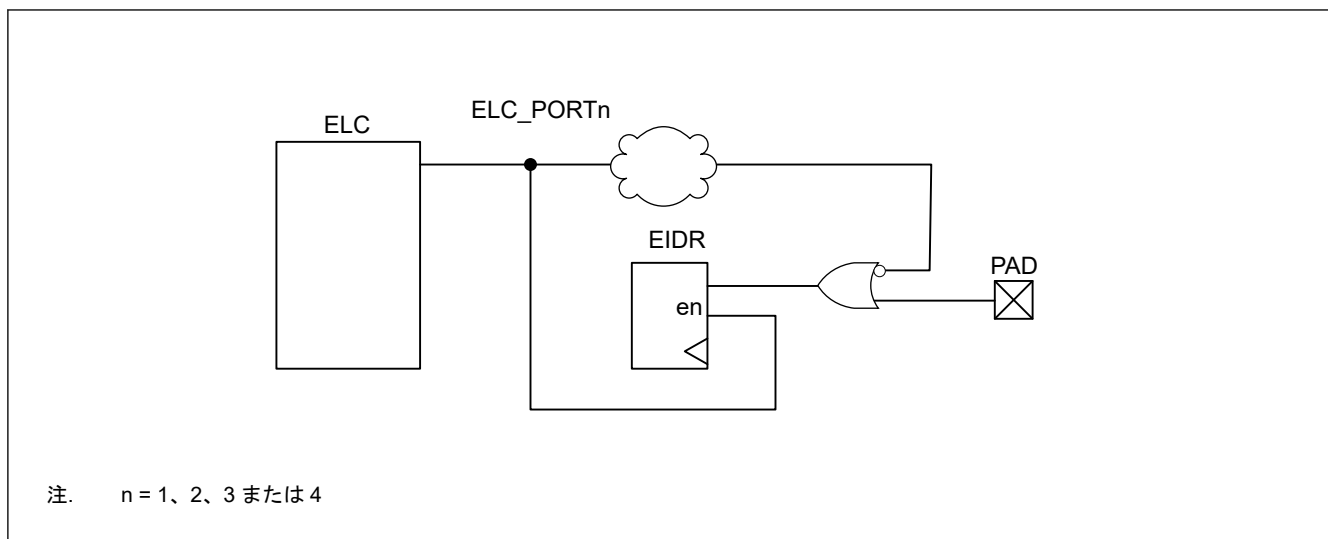 ELC_PORTn
ELC
EIDR
PAD
en
注. n = 1、2、3 または 4